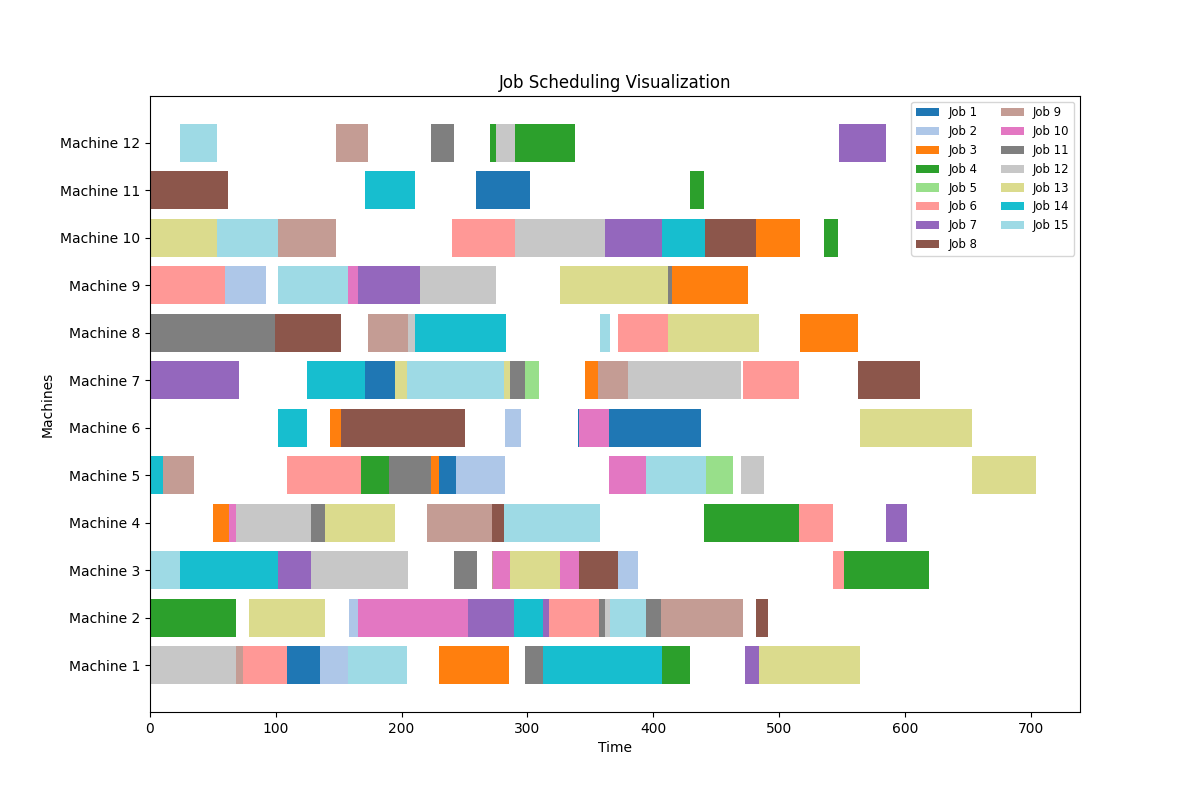 Job Scheduling Visualization
Machine 12
Machine 11
Machine 10
Machine 9
Machine 8
Machine 7
Machine 6
Machine 5
Machine 4
Machine 3
Machine 2
Machine 1
Machines
0 100 200 300 400 500 600 700
Time
Job 1
Job 2
Job 3
Job 4
Job 5
Job 6
Job 7
Job 8
Job 9
Job 10
Job 11
Job 12
Job 13
Job 14
Job 15